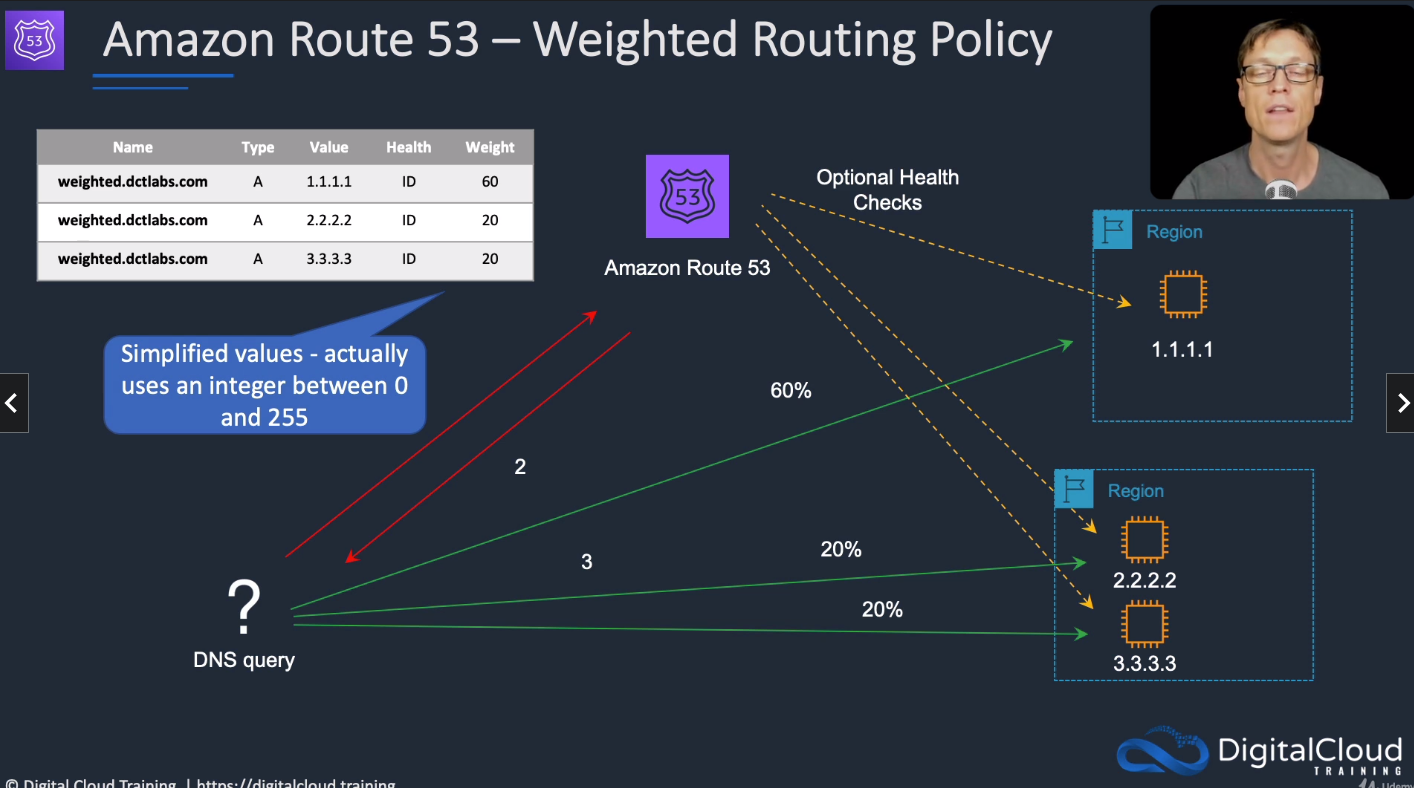 53
Amazon Route 53 – Weighted Routing Policy
Name Type Value Health Weight
weighted.dctlabs.com A 1.1.1.1 ID 60
weighted.dctlabs.com A 2.2.2.2 ID 20
weighted.dctlabs.com A 3.3.3.3 ID 20
Simplified values - actually
uses an integer between 0
and 255
53
Amazon Route 53
Optional Health
Checks
Region
1.1.1.1
60%
2
3
20%
20%
Region
2.2.2.2
3.3.3.3
?
DNS query
DigitalCloud
TRAINING
© Digital Cloud Training | https://digitalcloud.training
Udemy